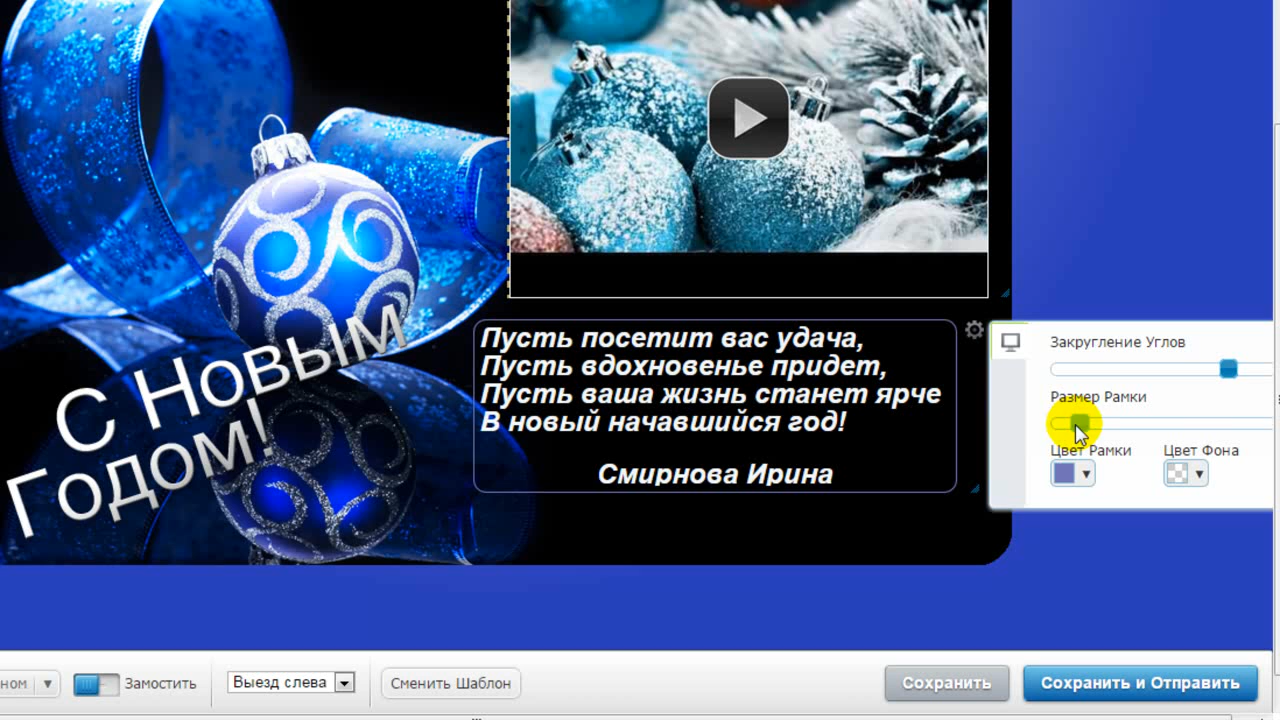 С Новым
Годом!
Пусть посетит вас удача,
Пусть вдохновенье придет,
Пусть ваша жизнь станет ярче
В новый начавшийся год!
Смирнова Ирина
Закругление Углов
Размер Рамки
Цвет Рамки
Цвет Фона
ном
Замостить
Выезд слева
Сменить Шаблон
Сохранить
Сохранить и Отправить